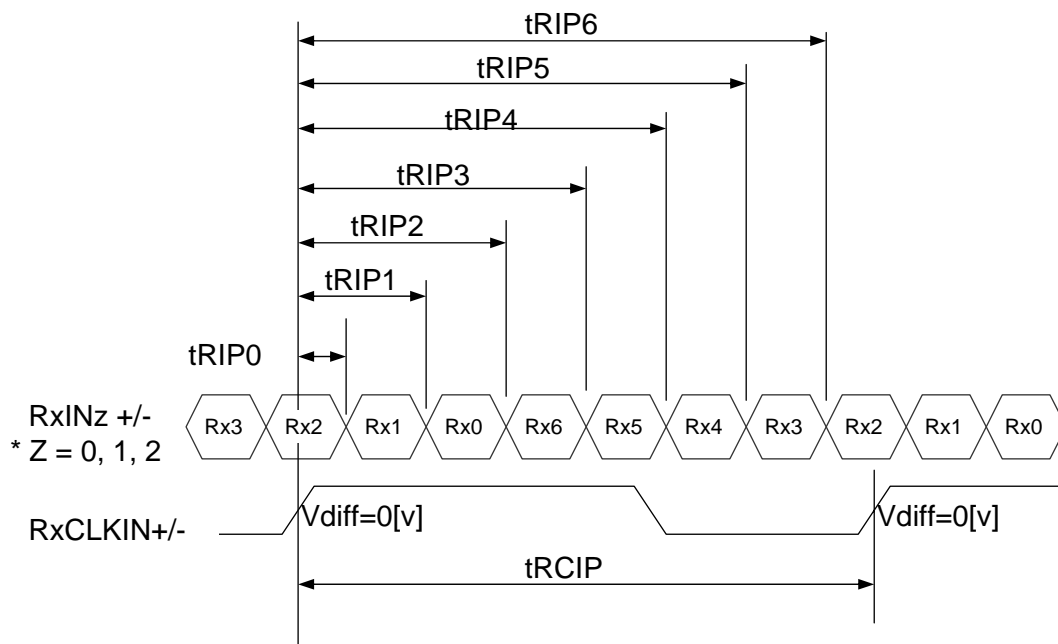 tRIP6
tRIP5
tRIP4
tRIP3
tRIP2
tRIP1
tRIP0
RxINz +/-
* Z = 0, 1, 2
Rx3 Rx2 Rx1 Rx0 Rx6 Rx5 Rx4 Rx3 Rx2 Rx1 Rx0
RxCLKIN+/-
Vdiff=0[v] Vdiff=0[v]
tRCIP